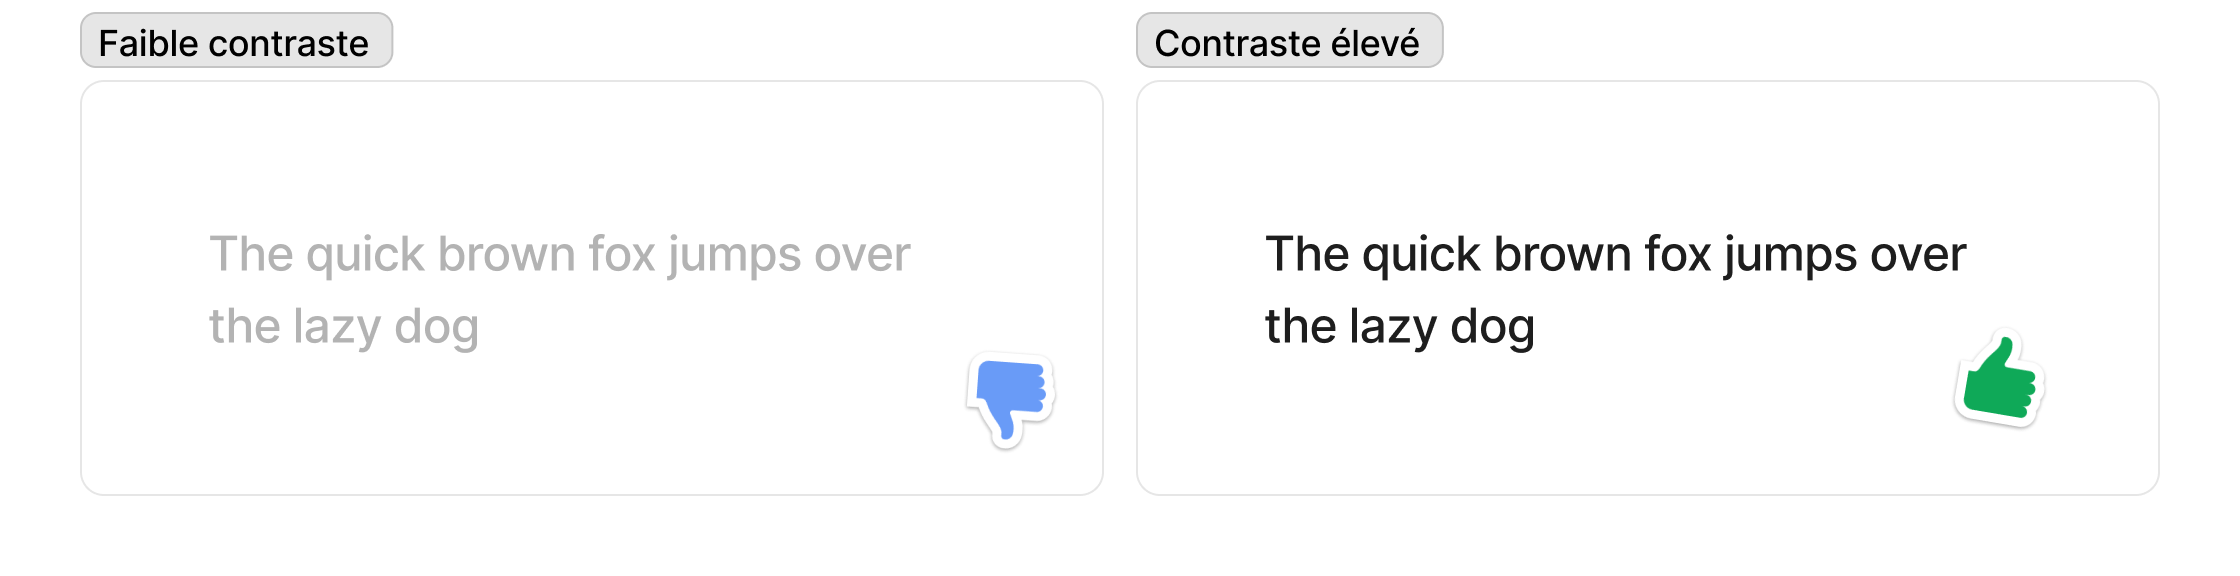 Faible contraste
The quick brown fox jumps over
the lazy dog
Contraste élevé
The quick brown fox jumps over
the lazy dog